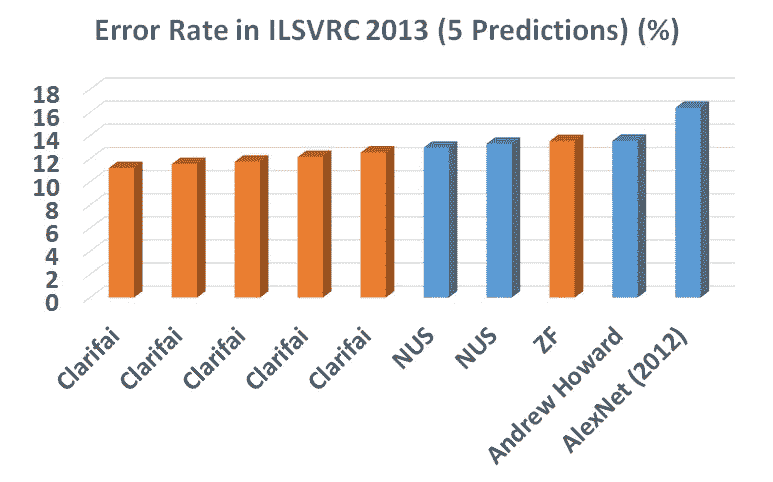 Error Rate in ILSVRC 2013 (5 Predictions) (%)
18
16
14
12
10
8
6
4
2
0
Clarifai
Clarifai
Clarifai
Clarifai
Clarifai
NUS
NUS
ZF
Andrew Howard
AlexNet (2012)